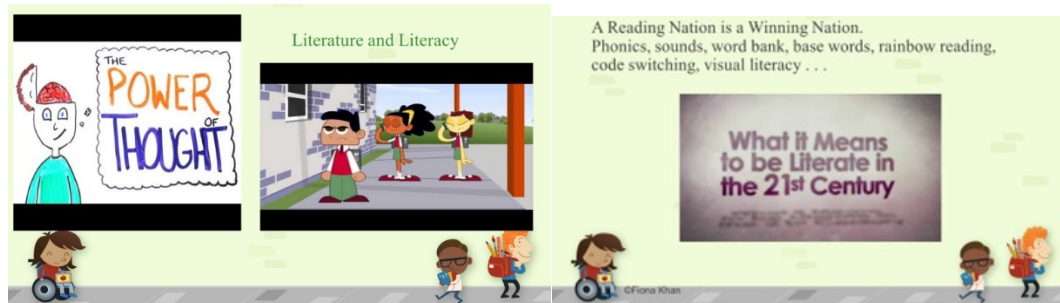 THE
POWER
OF
THOUGHT
Literature and Literacy
A Reading Nation is a Winning Nation.
Phonics, sounds, word bank, base words, rainbow reading,
code switching, visual literacy . . .
What it Means
to be Literate in
the 21st Century
©Fiona Khan